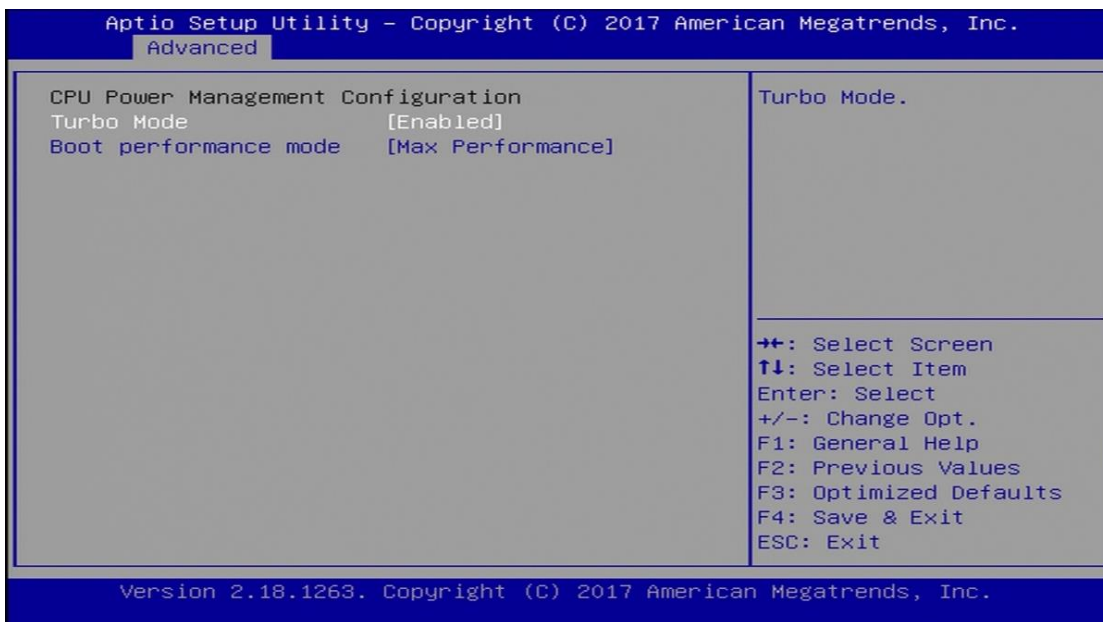 Aptio Setup Utility – Copyright (C) 2017 American Megatrends, Inc.
Advanced
CPU Power Management Configuration
Turbo Mode [Enabled]
Boot performance mode [Max Performance]
Turbo Mode.
→←: Select Screen
↑↓: Select Item
Enter: Select
+/-: Change Opt.
F1: General Help
F2: Previous Values
F3: Optimized Defaults
F4: Save & Exit
ESC: Exit
Version 2.18.1263. Copyright (C) 2017 American Megatrends, Inc.